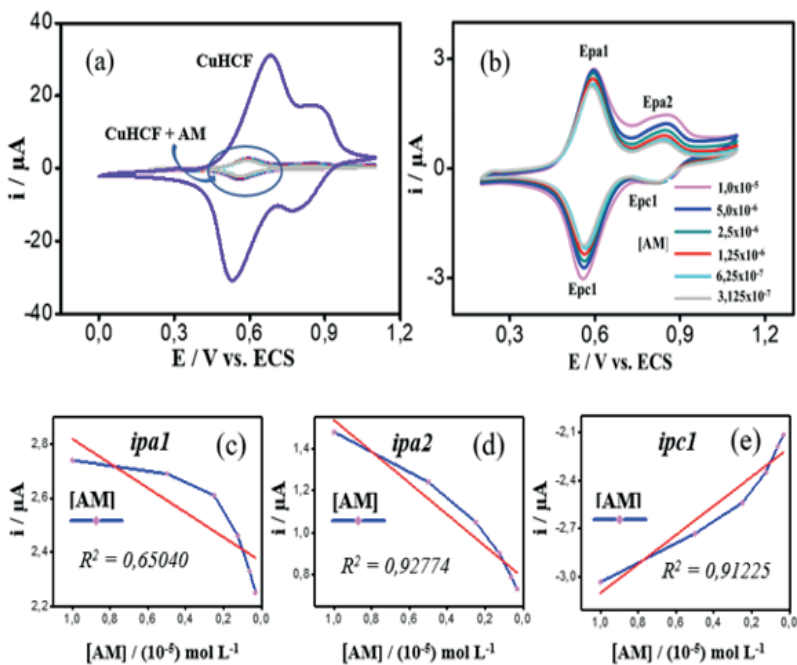 (a)
CuHCF
CuHCF + AM
i / µA
40
20
0
-20
-40
0,0
0,3
0,6
0,9
1,2
E / V vs. ECS
(b)
Epa1
Epa2
Epc1
Epc1
i / µA
3
0
-3
[AM]
1,0x10⁻⁵
5,0x10⁻⁶
2,5x10⁻⁶
1,25x10⁻⁶
6,25x10⁻⁷
3,125x10⁻⁷
0,3
0,6
0,9
1,2
E / V vs. ECS
ipa1
(c)
i / µA
2,8
2,6
2,4
2,2
[AM]
R² = 0,65040
1,0
0,8
0,6
0,4
0,2
0,0
[AM] / (10⁻⁵) mol L⁻¹
ipa2
(d)
i / µA
1,4
1,2
1,0
0,8
[AM]
R² = 0,92774
1,0
0,8
0,6
0,4
0,2
0,0
[AM] / (10⁻⁵) mol L⁻¹
ipc1
(e)
i / µA
-2,1
-2,4
-2,7
-3,0
[AM]
R² = 0,91225
1,0
0,8
0,6
0,4
0,2
0,0
[AM] / (10⁻⁵) mol L⁻¹